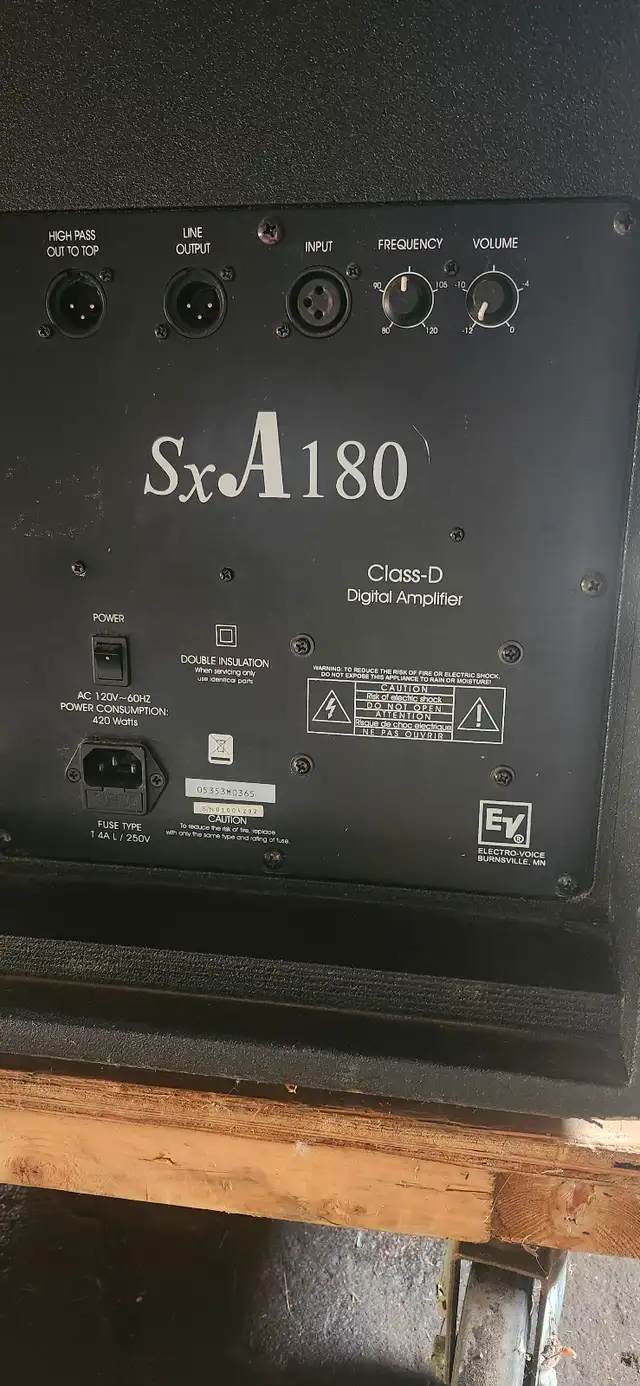 HIGH PASS
OUT TO TOP
LINE
OUTPUT
INPUT
FREQUENCY
VOLUME
90
105
80
120
-10
-4
-12
0
SxA180
Class-D
Digital Amplifier
POWER
AC 120V~60HZ
POWER CONSUMPTION:
420 Watts
DOUBLE INSULATION
When servicing only
use identical parts
WARNING: TO REDUCE THE RISK OF FIRE OR ELECTRIC SHOCK,
DO NOT EXPOSE THIS APPLIANCE TO RAIN OR MOISTURE!
CAUTION
Risk of electric shock
DO NOT OPEN
ATTENTION
Risque de choc electrique
NE PAS OUVRIR
FUSE TYPE
T 4A L / 250V
05353M0365
CAUTION
To reduce the risk of fire, replace
with only the same type and rating of fuse.
EV
ELECTRO-VOICE
BURNSVILLE, MN